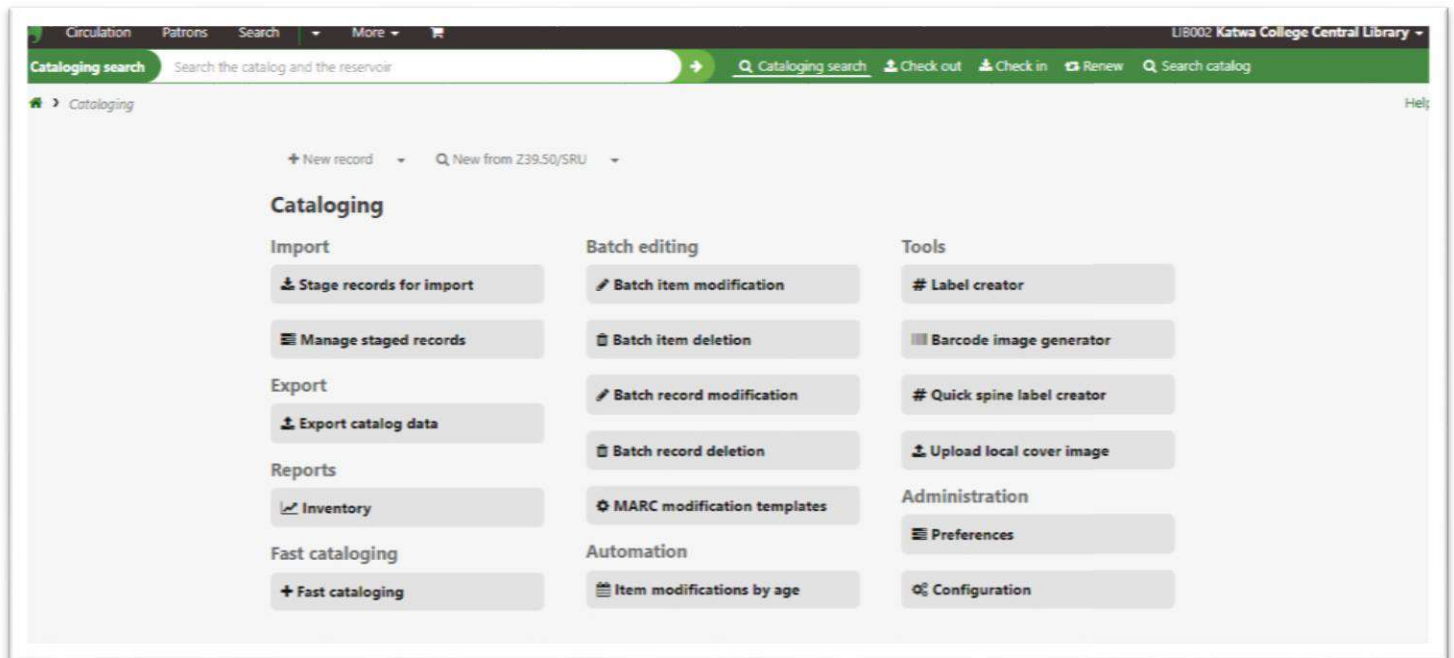 Circulation Patrons Search More LIB002 Katwa College Central Library
Cataloging search Search the catalog and the reservoir Cataloging search Check out Check in Renew Search catalog
Cataloging Help
+ New record New from Z39.50/SRU
Cataloging
Import
Stage records for import
Manage staged records
Export
Export catalog data
Reports
Inventory
Fast cataloging
+ Fast cataloging
Batch editing
Batch item modification
Batch item deletion
Batch record modification
Batch record deletion
MARC modification templates
Automation
Item modifications by age
Tools
# Label creator
Barcode image generator
# Quick spine label creator
Upload local cover image
Administration
Preferences
Configuration